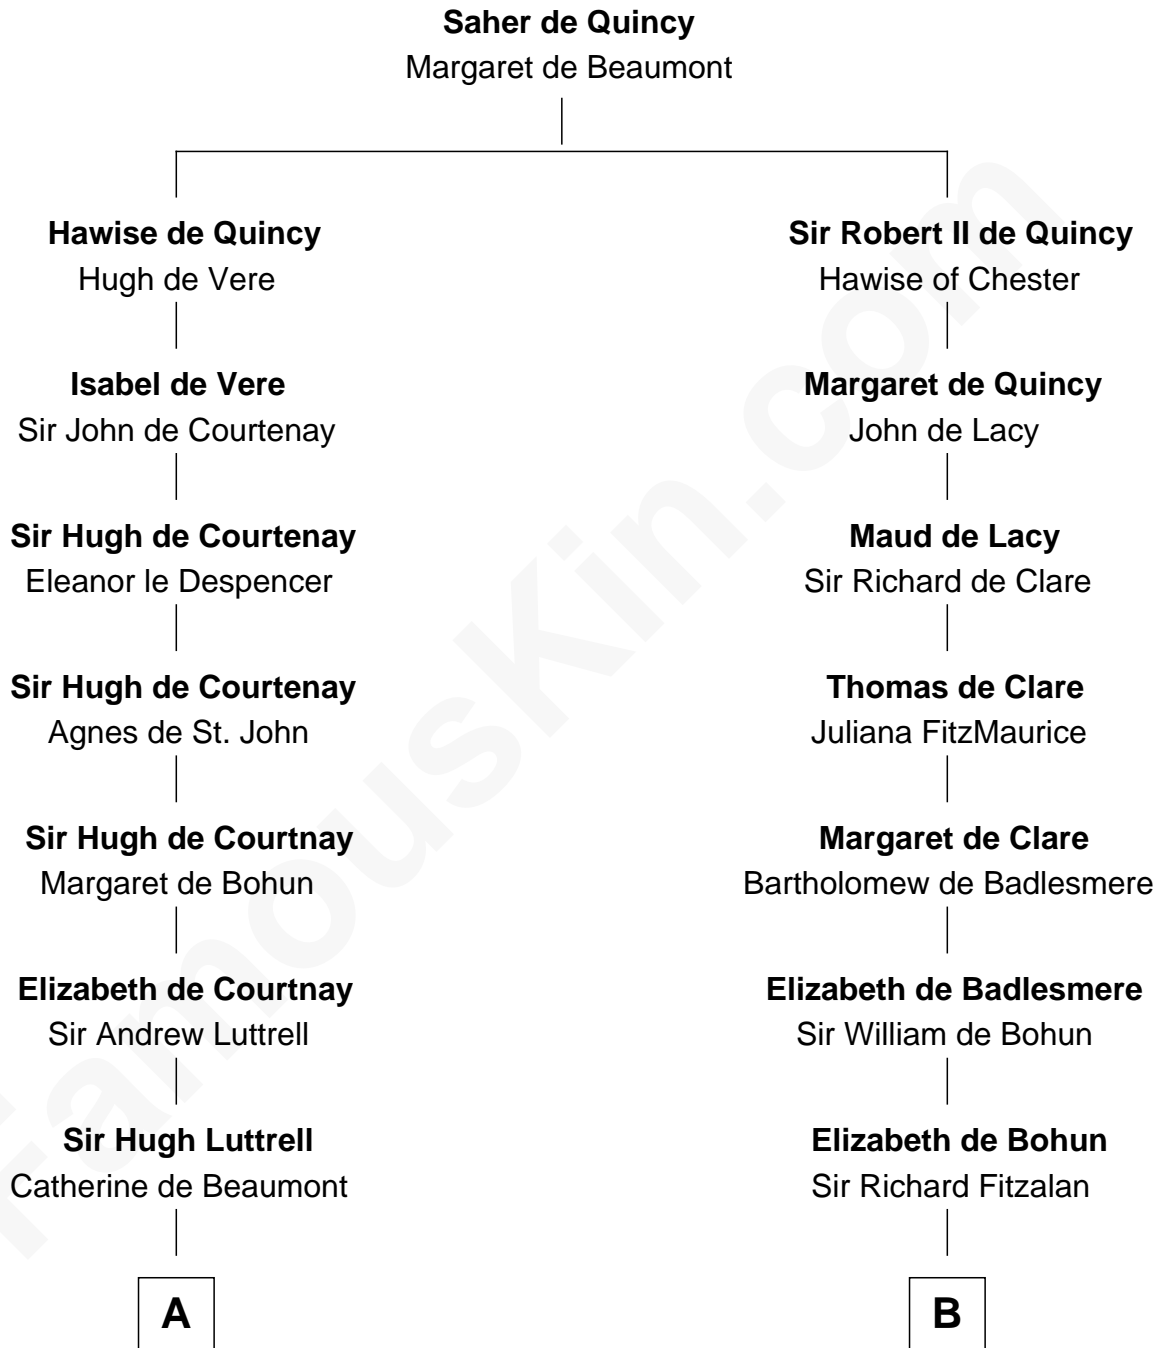 Saher de Quincy
Margaret de Beaumont
Hawise de Quincy
Hugh de Vere
Sir Robert II de Quincy
Hawise of Chester
Isabel de Vere
Sir John de Courtenay
Margaret de Quincy
John de Lacy
Sir Hugh de Courtenay
Eleanor le Despencer
Maud de Lacy
Sir Richard de Clare
Sir Hugh de Courtenay
Agnes de St. John
Thomas de Clare
Juliana FitzMaurice
Sir Hugh de Courtnay
Margaret de Bohun
Margaret de Clare
Bartholomew de Badlesmere
Elizabeth de Courtnay
Sir Andrew Luttrell
Elizabeth de Badlesmere
Sir William de Bohun
Sir Hugh Luttrell
Catherine de Beaumont
Elizabeth de Bohun
Sir Richard Fitzalan
A
B
FamousKin.com